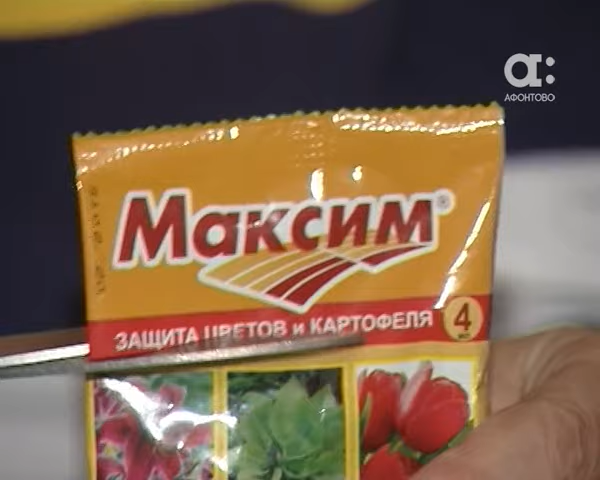 α:
АФОНТОВО
Максим®
ЗАЩИТА ЦВЕТОВ и КАРТОФЕЛЯ
4